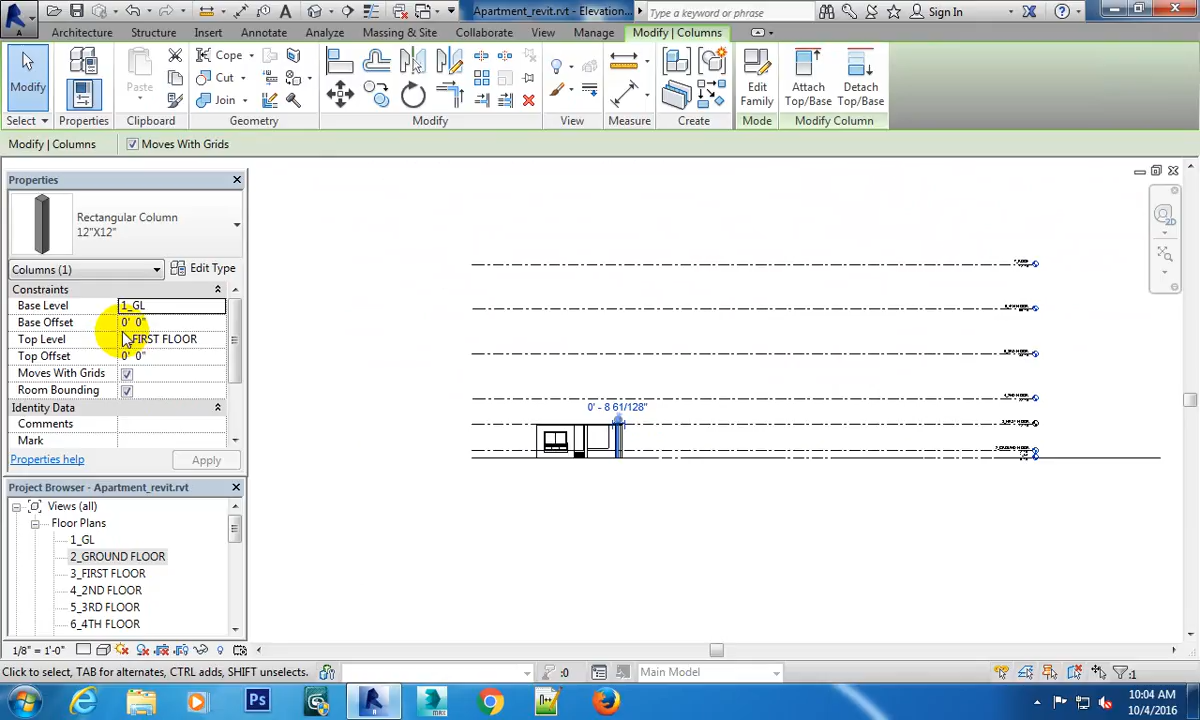 Apartment_revit.rvt - Elevation...
Type a keyword or phrase
Sign In
Architecture
Structure
Insert
Annotate
Analyze
Massing & Site
Collaborate
View
Manage
Modify | Columns
Modify
Properties
Paste
Cope
Cut
Join
Edit
Family
Attach
Top/Base
Detach
Top/Base
Select
Properties
Clipboard
Geometry
Modify
View
Measure
Create
Mode
Modify Column
Modify | Columns
Moves With Grids
Properties
Rectangular Column
12"X12"
Columns (1)
Edit Type
Constraints
Base Level
1_GL
Base Offset
0' 0"
Top Level
FIRST FLOOR
Top Offset
0' 0"
Moves With Grids
Room Bounding
Identity Data
Comments
Mark
Properties help
Apply
Project Browser - Apartment_revit.rvt
Views (all)
Floor Plans
1_GL
2_GROUND FLOOR
3_FIRST FLOOR
4_2ND FLOOR
5_3RD FLOOR
6_4TH FLOOR
0' - 8 61/128"
2D
1/8" = 1'-0"
Click to select, TAB for alternates, CTRL adds, SHIFT unselects.
:0
Main Model
:1
Ps
10:04 AM
10/4/2016